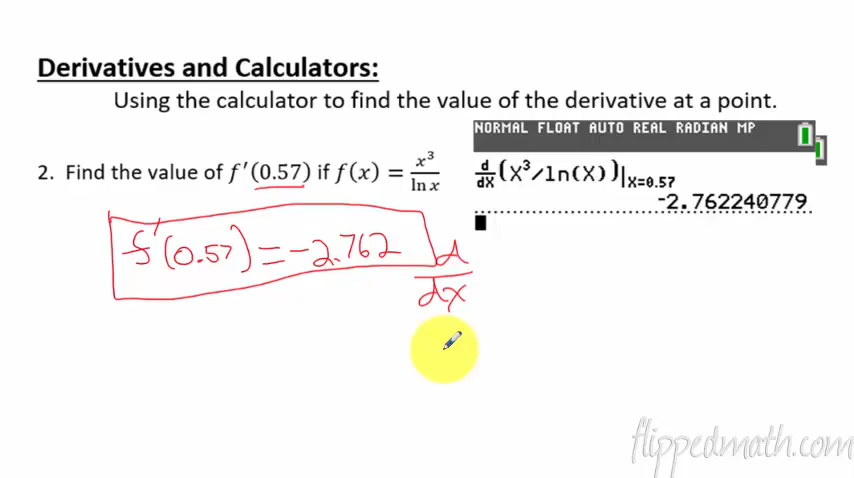 Derivatives and Calculators:
Using the calculator to find the value of the derivative at a point.
NORMAL FLOAT AUTO REAL RADIAN MP
2. Find the value of f′(0.57) if f(x) = x³/ln x
d/dX(X³/ln(X))|X=0.57
-2.762240779
f′(0.57) = -2.762
d/dx
flippedmath.com